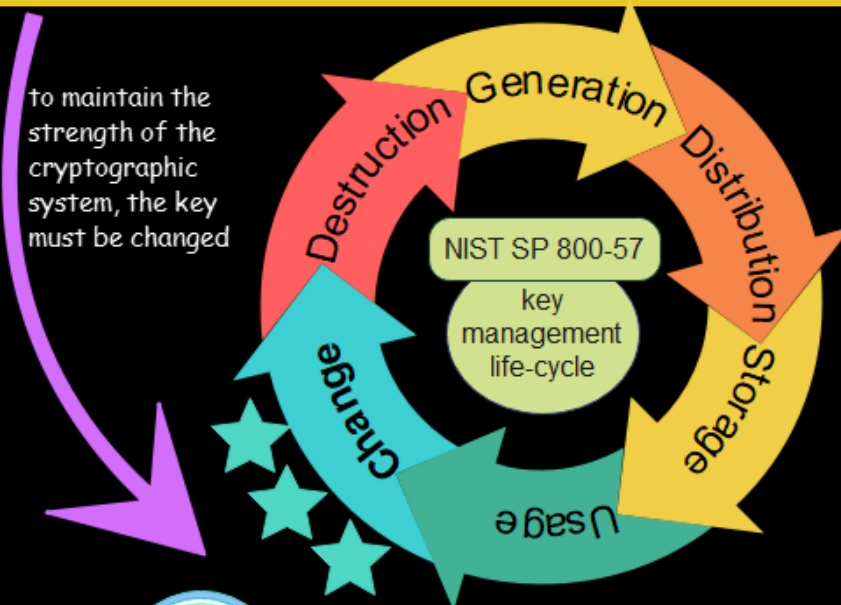 to maintain the
strength of the
cryptographic
system, the key
must be changed
Generation
Distribution
Storage
Usage
Change
Destruction
NIST SP 800-57
key
management
life-cycle